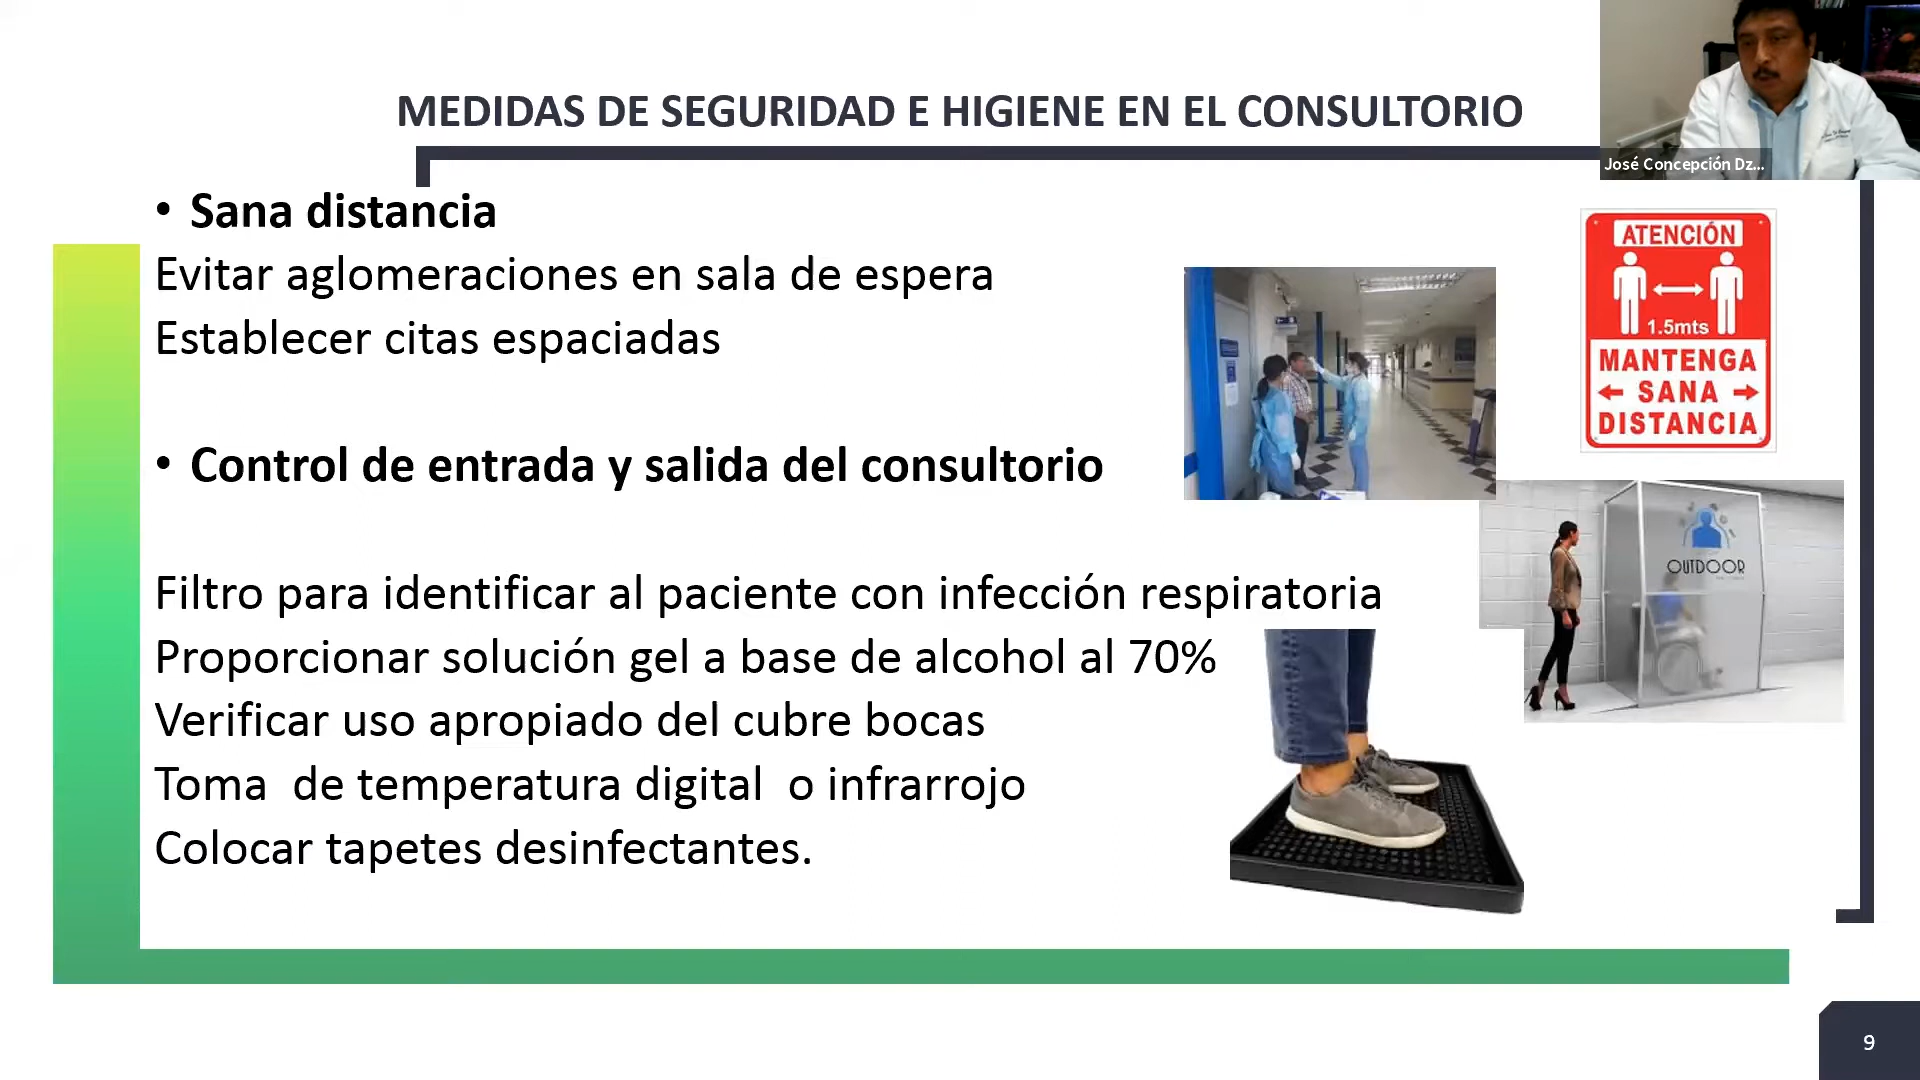 MEDIDAS DE SEGURIDAD E HIGIENE EN EL CONSULTORIO
José Concepción Dz...
• Sana distancia
Evitar aglomeraciones en sala de espera
Establecer citas espaciadas
ATENCIÓN
1.5mts
MANTENGA
SANA
DISTANCIA
• Control de entrada y salida del consultorio
OUTDOOR
Filtro para identificar al paciente con infección respiratoria
Proporcionar solución gel a base de alcohol al 70%
Verificar uso apropiado del cubre bocas
Toma  de temperatura digital  o infrarrojo
Colocar tapetes desinfectantes.
9